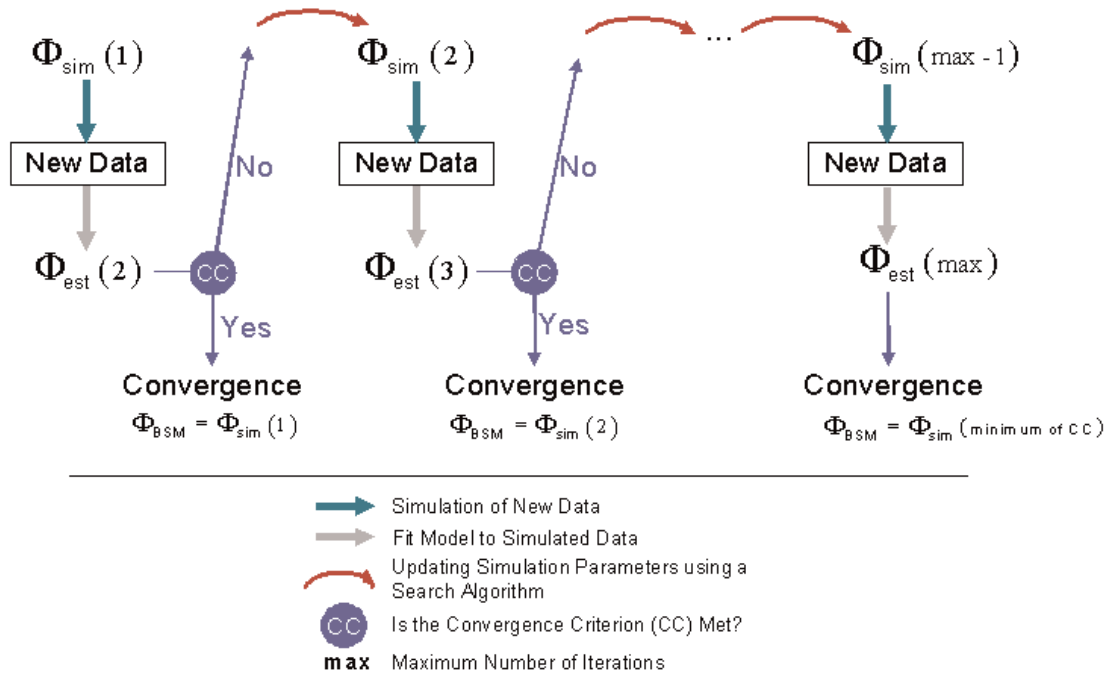 Φsim (1)
Φsim (2)
...
Φsim (max - 1)
New Data
No
New Data
No
New Data
Φest (2)
CC
Φest (3)
CC
Φest (max)
Yes
Yes
Convergence
Convergence
Convergence
ΦBSM = Φsim (1)
ΦBSM = Φsim (2)
ΦBSM = Φsim (minimum of CC)
Simulation of New Data
Fit Model to Simulated Data
Updating Simulation Parameters using a
Search Algorithm
CC Is the Convergence Criterion (CC) Met?
max Maximum Number of Iterations